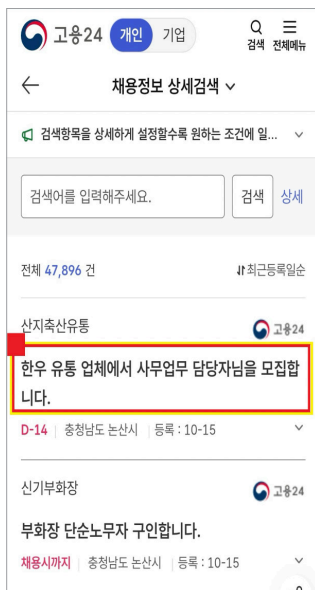 고용24 개인 기업 검색 전체메뉴
채용정보 상세검색
검색항목을 상세하게 설정할수록 원하는 조건에 일...
검색어를 입력해주세요. 검색 상세
전체 47,896 건 최근등록일순
산지축산유통 고용24
한우 유통 업체에서 사무업무 담당자님을 모집합
니다.
D-14 충청남도 논산시 등록 : 10-15
신기부화장 고용24
부화장 단순노무자 구인합니다.
채용시까지 충청남도 논산시 등록 : 10-15